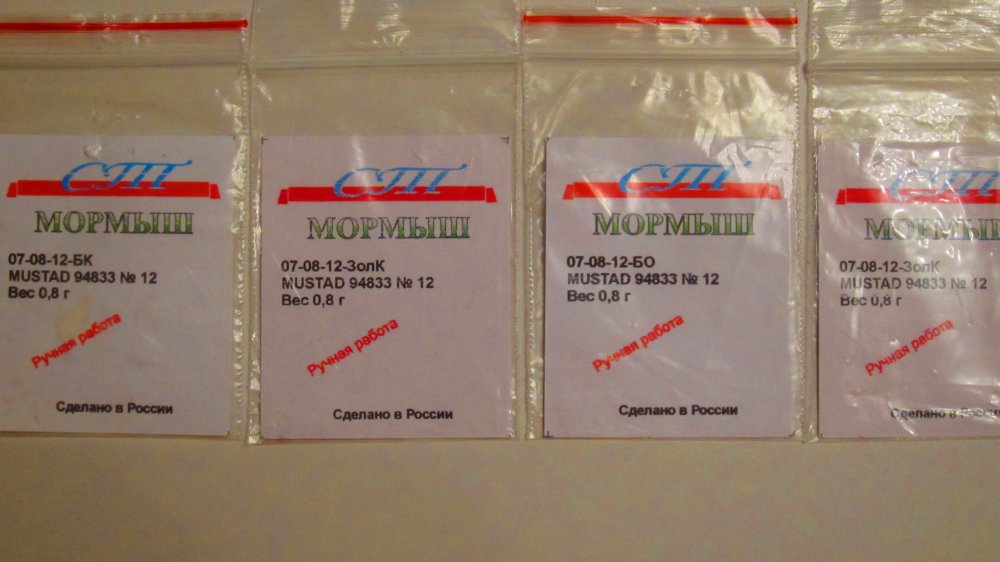 СТ
МОРМЫШ
07-08-12-БК
MUSTAD 94833 № 12
Вес 0,8 г
Ручная работа
Сделано в России
СТ
МОРМЫШ
07-08-12-ЗолК
MUSTAD 94833 № 12
Вес 0,8 г
Ручная работа
Сделано в России
СТ
МОРМЫШ
07-08-12-БО
MUSTAD 94833 № 12
Вес 0,8 г
Ручная работа
Сделано в России
СТ
МОРМЫ
07-08-12-ЗолК
MUSTAD 94833 № 12
Вес 0,8 г
Ручная работа
Сделано в Росси